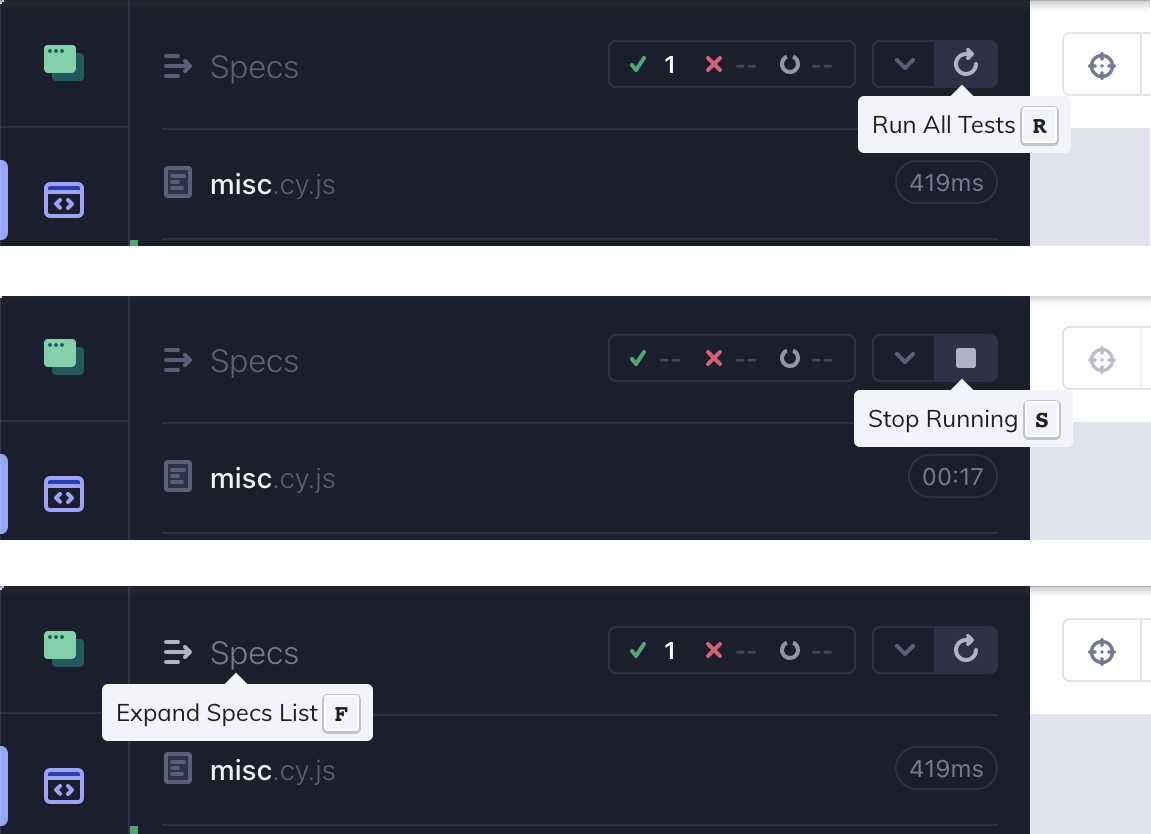 Specs 1 -- --
Run All Tests R
misc.cy.js 419ms
Specs -- -- --
Stop Running S
misc.cy.js 00:17
Specs 1 -- --
Expand Specs List F
misc.cy.js 419ms